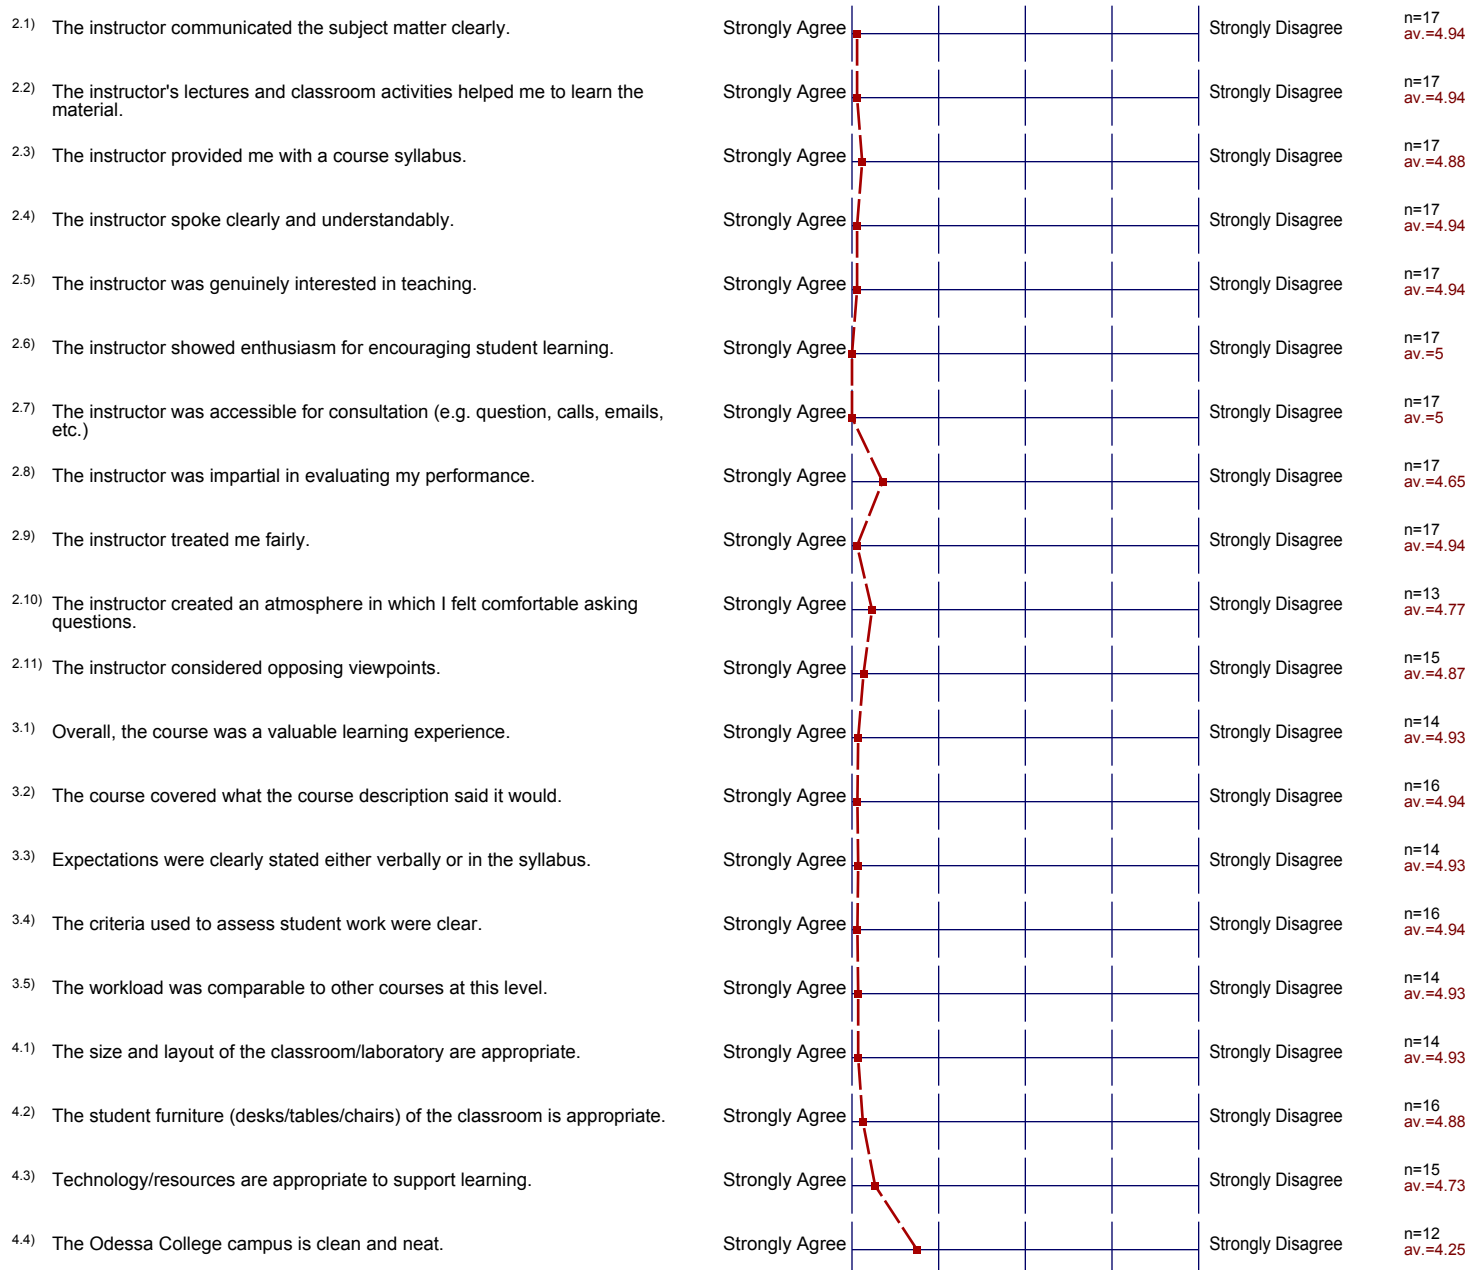 2.1) The instructor communicated the subject matter clearly. Strongly Agree Strongly Disagree n=17
av.=4.94
2.2) The instructor's lectures and classroom activities helped me to learn the Strongly Agree Strongly Disagree n=17
material. av.=4.94
2.3) The instructor provided me with a course syllabus. Strongly Agree Strongly Disagree n=17
av.=4.88
2.4) The instructor spoke clearly and understandably. Strongly Agree Strongly Disagree n=17
av.=4.94
2.5) The instructor was genuinely interested in teaching. Strongly Agree Strongly Disagree n=17
av.=4.94
2.6) The instructor showed enthusiasm for encouraging student learning. Strongly Agree Strongly Disagree n=17
av.=5
2.7) The instructor was accessible for consultation (e.g. question, calls, emails, Strongly Agree Strongly Disagree n=17
etc.) av.=5
2.8) The instructor was impartial in evaluating my performance. Strongly Agree Strongly Disagree n=17
av.=4.65
2.9) The instructor treated me fairly. Strongly Agree Strongly Disagree n=17
av.=4.94
2.10) The instructor created an atmosphere in which I felt comfortable asking Strongly Agree Strongly Disagree n=13
questions. av.=4.77
2.11) The instructor considered opposing viewpoints. Strongly Agree Strongly Disagree n=15
av.=4.87
3.1) Overall, the course was a valuable learning experience. Strongly Agree Strongly Disagree n=14
av.=4.93
3.2) The course covered what the course description said it would. Strongly Agree Strongly Disagree n=16
av.=4.94
3.3) Expectations were clearly stated either verbally or in the syllabus. Strongly Agree Strongly Disagree n=14
av.=4.93
3.4) The criteria used to assess student work were clear. Strongly Agree Strongly Disagree n=16
av.=4.94
3.5) The workload was comparable to other courses at this level. Strongly Agree Strongly Disagree n=14
av.=4.93
4.1) The size and layout of the classroom/laboratory are appropriate. Strongly Agree Strongly Disagree n=14
av.=4.93
4.2) The student furniture (desks/tables/chairs) of the classroom is appropriate. Strongly Agree Strongly Disagree n=16
av.=4.88
4.3) Technology/resources are appropriate to support learning. Strongly Agree Strongly Disagree n=15
av.=4.73
4.4) The Odessa College campus is clean and neat. Strongly Agree Strongly Disagree n=12
av.=4.25